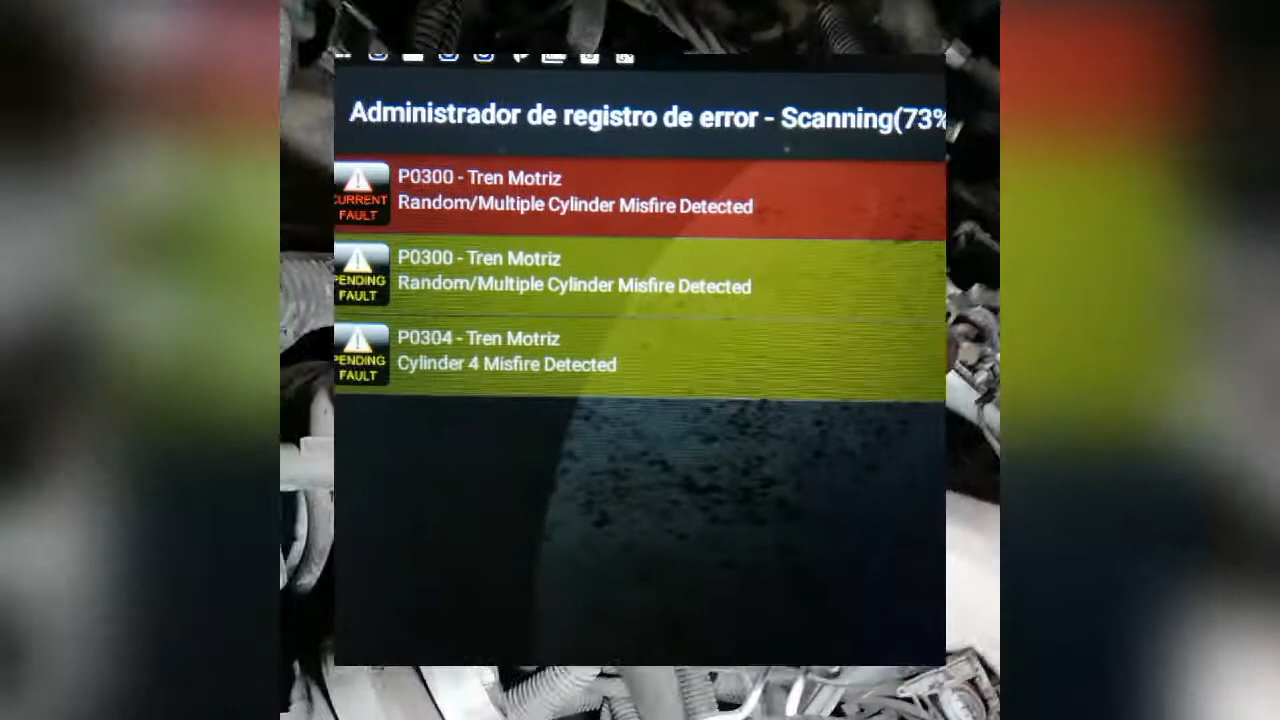 Administrador de registro de error - Scanning(73%
CURRENT
FAULT
P0300 - Tren Motriz
Random/Multiple Cylinder Misfire Detected
PENDING
FAULT
P0300 - Tren Motriz
Random/Multiple Cylinder Misfire Detected
PENDING
FAULT
P0304 - Tren Motriz
Cylinder 4 Misfire Detected